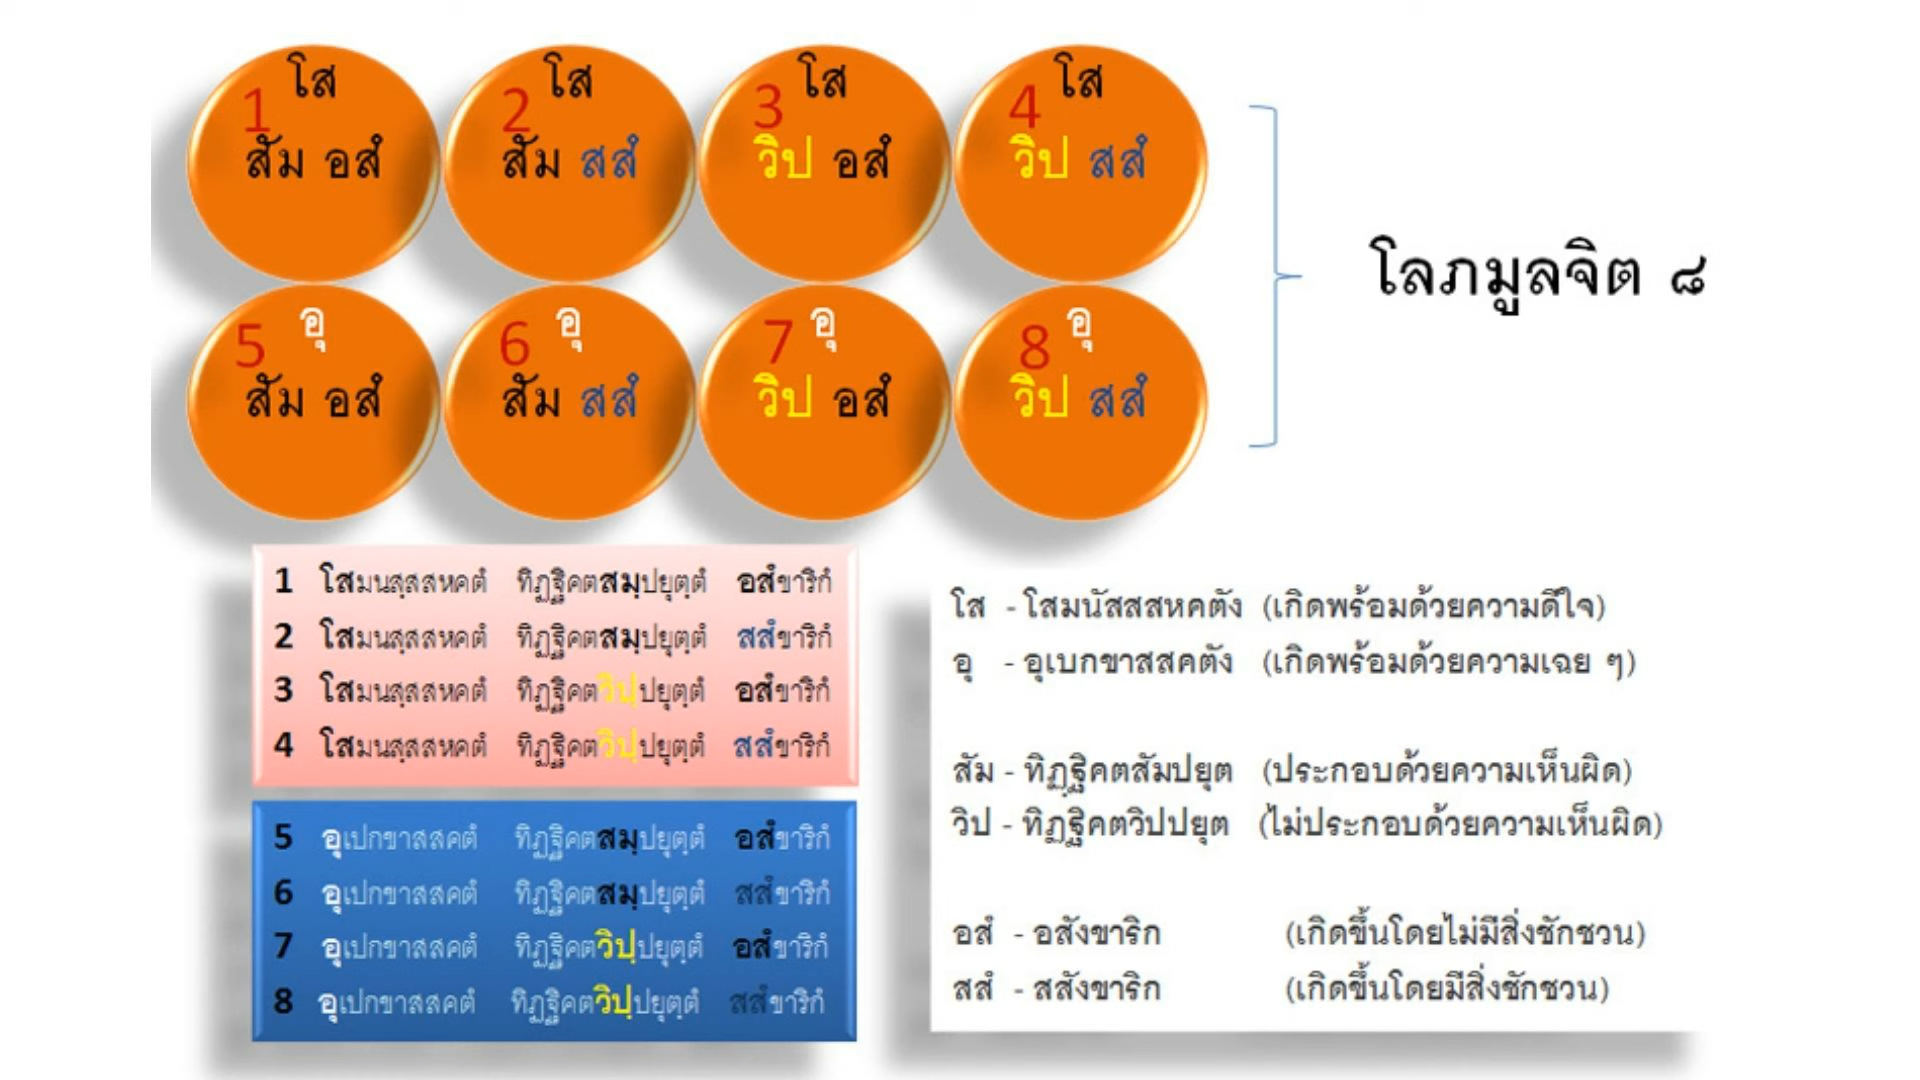 1 โส
สัม อสํ
2 โส
สัม สสํ
3 โส
วิป อสํ
4 โส
วิป สสํ
5 อุ
สัม อสํ
6 อุ
สัม สสํ
7 อุ
วิป อสํ
8 อุ
วิป สสํ
โลภมูลจิต ๘
1 โสมนสฺสสหคตํ ทิฏฺฐิคตสมฺปยุตฺตํ อสํขาริกํ
2 โสมนสฺสสหคตํ ทิฏฺฐิคตสมฺปยุตฺตํ สสํขาริกํ
3 โสมนสฺสสหคตํ ทิฏฺฐิคตวิปฺปยุตฺตํ อสํขาริกํ
4 โสมนสฺสสหคตํ ทิฏฺฐิคตวิปฺปยุตฺตํ สสํขาริกํ
5 อุเปกขาสสคตํ ทิฏฺฐิคตสมฺปยุตฺตํ อสํขาริกํ
6 อุเปกขาสสคตํ ทิฏฺฐิคตสมฺปยุตฺตํ สสํขาริกํ
7 อุเปกขาสสคตํ ทิฏฺฐิคตวิปฺปยุตฺตํ อสํขาริกํ
8 อุเปกขาสสคตํ ทิฏฺฐิคตวิปฺปยุตฺตํ สสํขาริกํ
โส - โสมนัสสสหคตัง (เกิดพร้อมด้วยความดีใจ)
อุ - อุเบกขาสสคตัง (เกิดพร้อมด้วยความเฉย ๆ)
สัม - ทิฏฺฐิคตสัมปยุต (ประกอบด้วยความเห็นผิด)
วิป - ทิฏฺฐิคตวิปปยุต (ไม่ประกอบด้วยความเห็นผิด)
อสํ - อสังขาริก (เกิดขึ้นโดยไม่มีสิ่งชักชวน)
สสํ - สสังขาริก (เกิดขึ้นโดยมีสิ่งชักชวน)